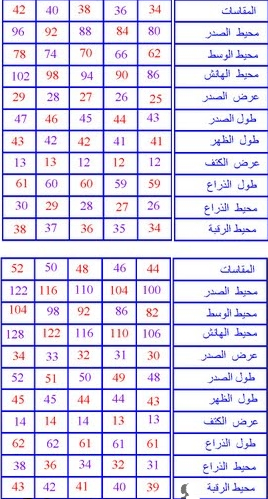 المقاسات 34 36 38 40 42
محيط الصدر 80 84 88 92 96
محيط الوسط 62 66 70 74 78
محيط الهانش 86 90 94 98 102
عرض الصدر 25 26 27 28 29
طول الصدر 43 44 45 46 47
طول الظهر 41 41 42 42 43
عرض الكتف 12 12 12 13 13
طول الذراع 59 59 60 60 61
محيط الذراع 26 27 28 29 30
محيط الرقبة 34 35 36 37 38
المقاسات 44 46 48 50 52
محيط الصدر 100 104 110 116 122
محيط الوسط 82 86 92 98 104
محيط الهانش 106 110 116 122 128
عرض الصدر 30 31 32 33 34
طول الصدر 48 49 50 51 52
طول الظهر 43 44 44 45 45
عرض الكتف 13 13 14 14 14
طول الذراع 61 61 61 62 62
محيط الذراع 31 32 34 36 38
محيط الرقبة 39 40 41 42 43